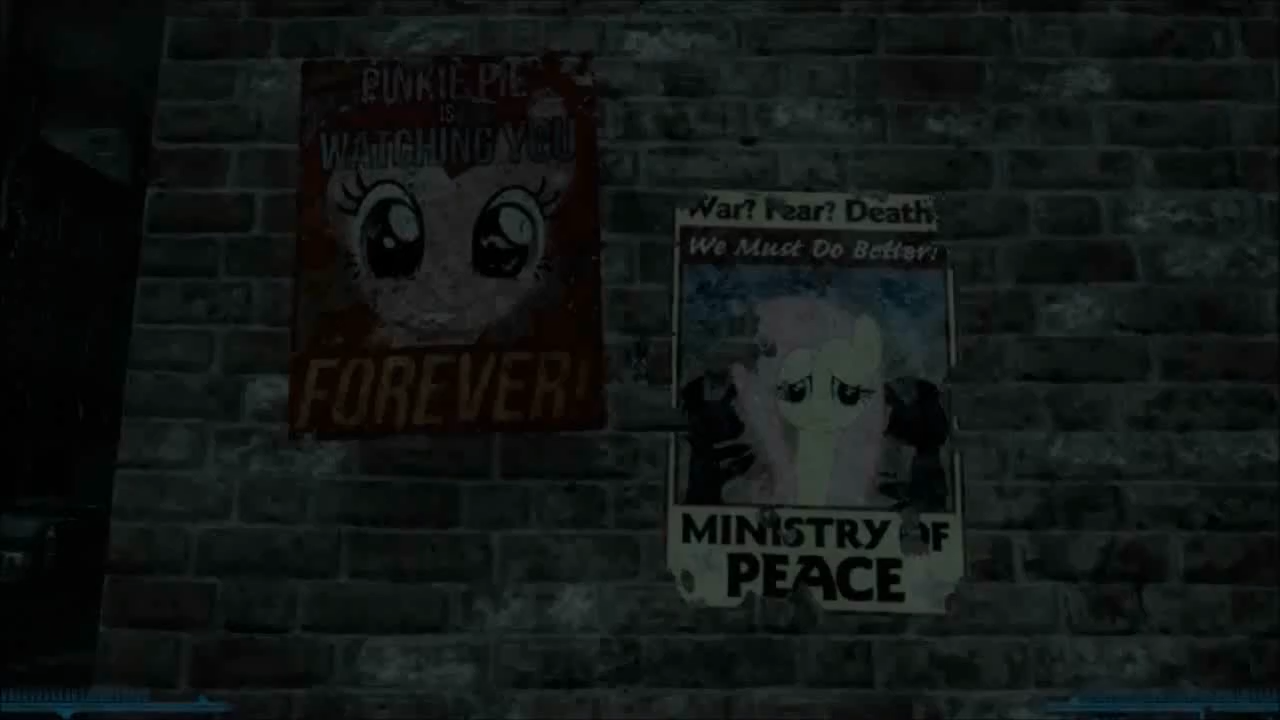 PINKIE PIE
IS
WATCHING YOU
FOREVER!
War? Fear? Death
We Must Do Better!
MINISTRY OF
PEACE